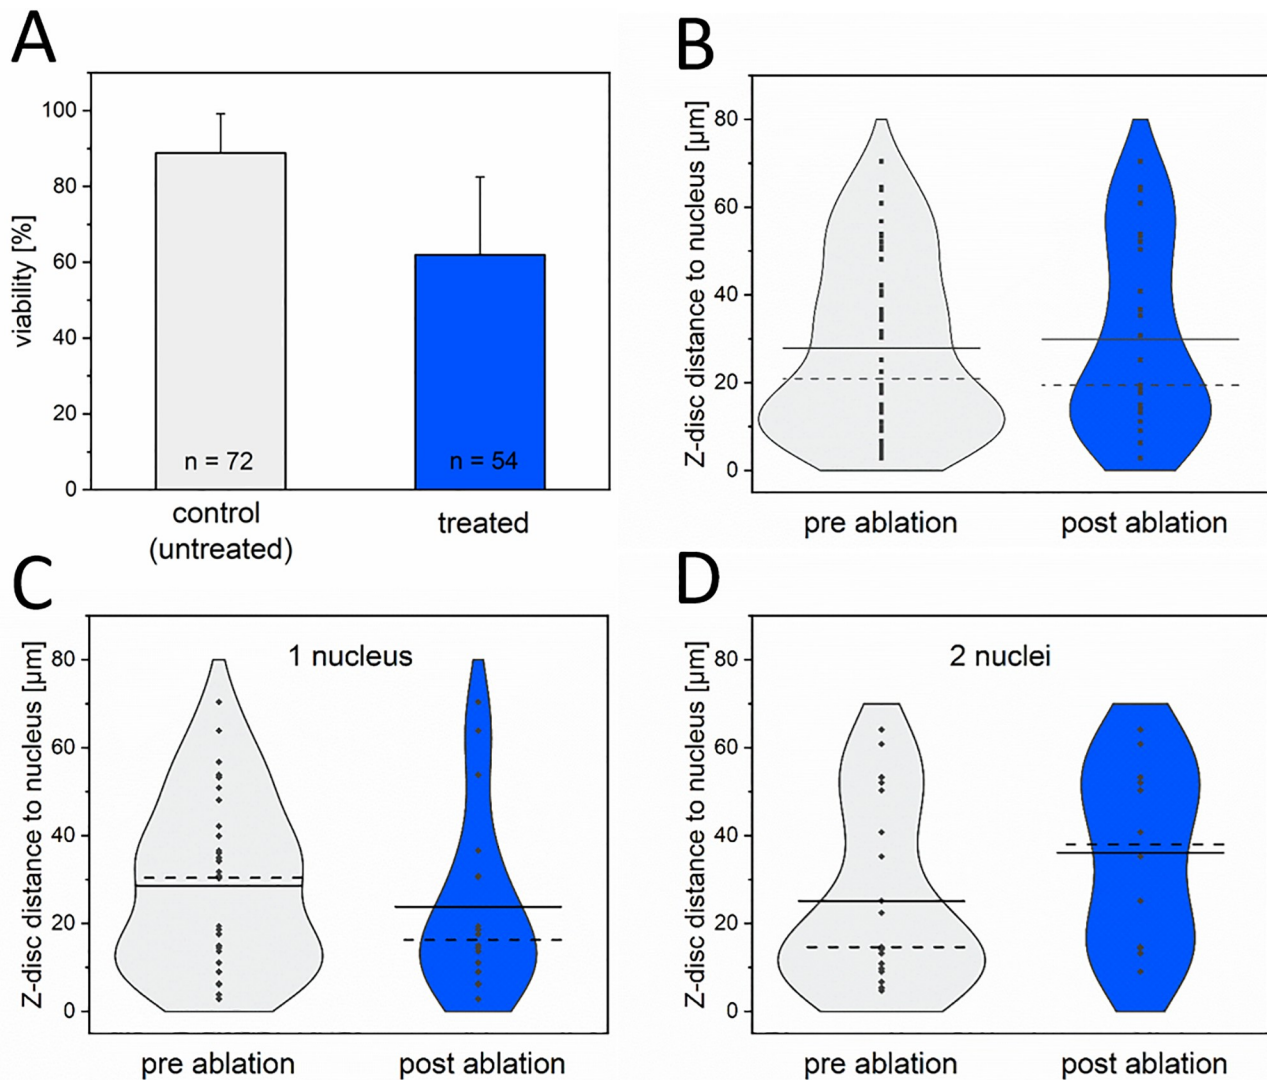 A
viability [%]
100
80
60
40
20
0
n = 72
n = 54
control
(untreated)
treated
B
Z-disc distance to nucleus [µm]
80
60
40
20
0
pre ablation
post ablation
C
Z-disc distance to nucleus [µm]
1 nucleus
80
60
40
20
0
pre ablation
post ablation
D
Z-disc distance to nucleus [µm]
2 nuclei
80
60
40
20
0
pre ablation
post ablation